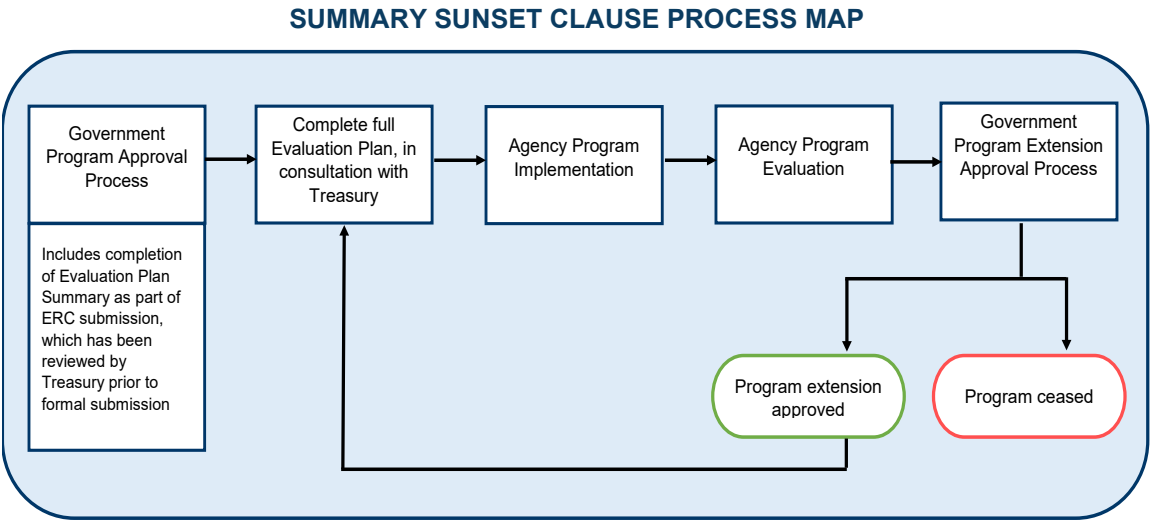 SUMMARY SUNSET CLAUSE PROCESS MAP
Government
Program Approval
Process
Includes completion
of Evaluation Plan
Summary as part of
ERC submission,
which has been
reviewed by
Treasury prior to
formal submission
Complete full
Evaluation Plan, in
consultation with
Treasury
Agency Program
Implementation
Agency Program
Evaluation
Government
Program Extension
Approval Process
Program extension
approved
Program ceased